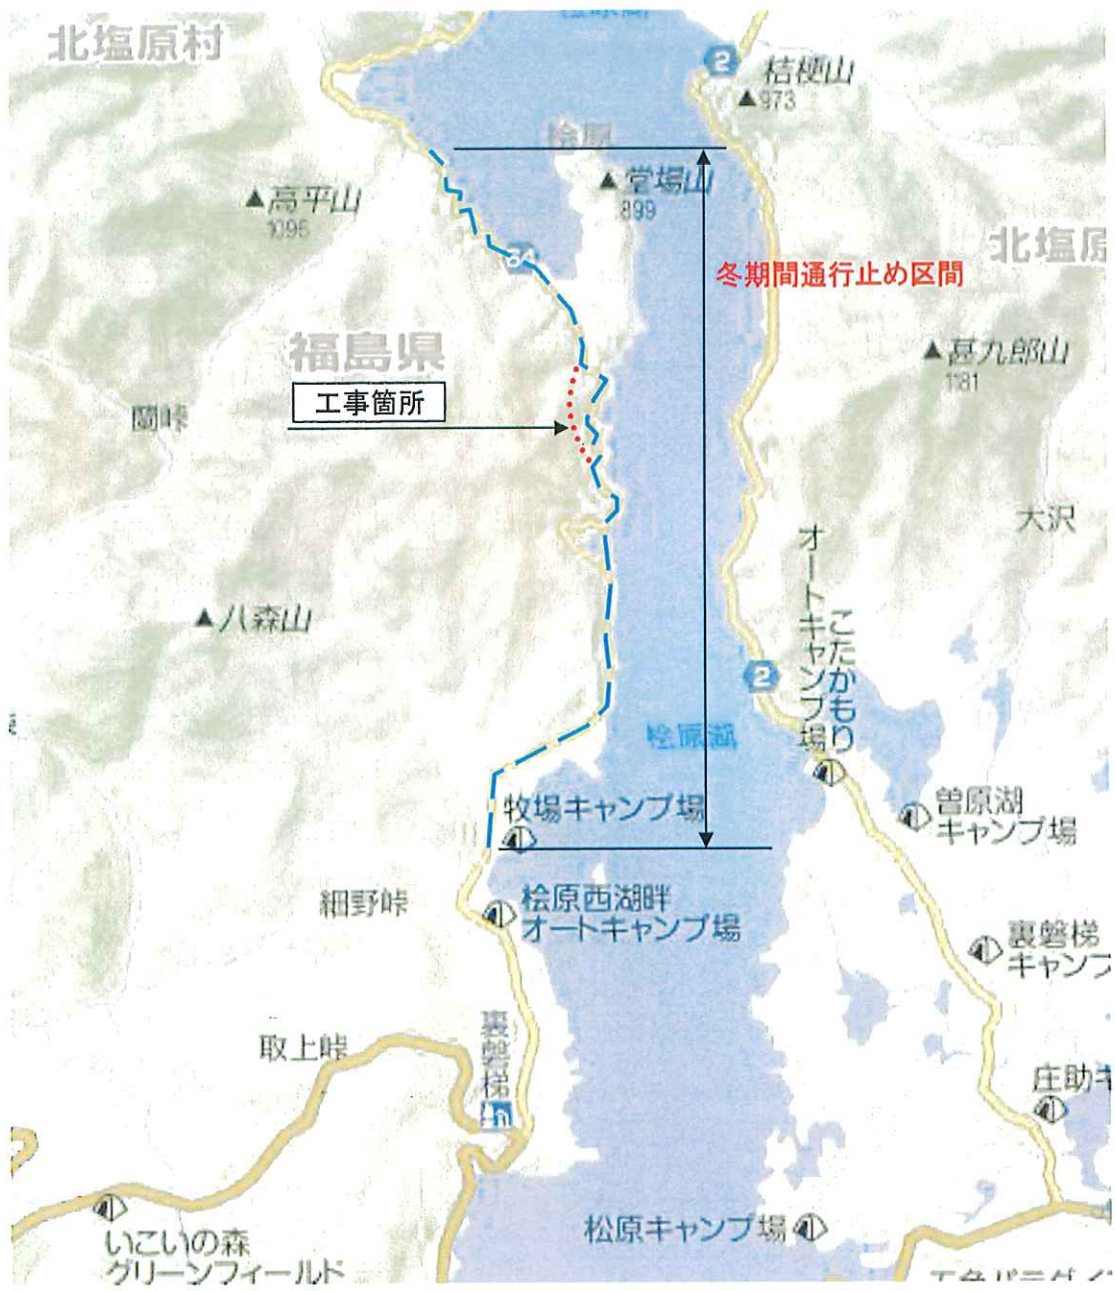 北塩原村
2
桔梗山
973
桧原
堂場山
899
高平山
1095
北塩原
64
冬期間通行止め区間
福島県
甚九郎山
1181
工事箇所
蘭峠
大沢
八森山
オートキャンプ場
こたかもり
2
桧原湖
牧場キャンプ場
曽原湖
キャンプ場
細野峠
桧原西湖畔
オートキャンプ場
裏磐梯
キャンプ
取上峠
裏磐梯
庄助キ
いこいの森
グリーンフィールド
松原キャンプ場